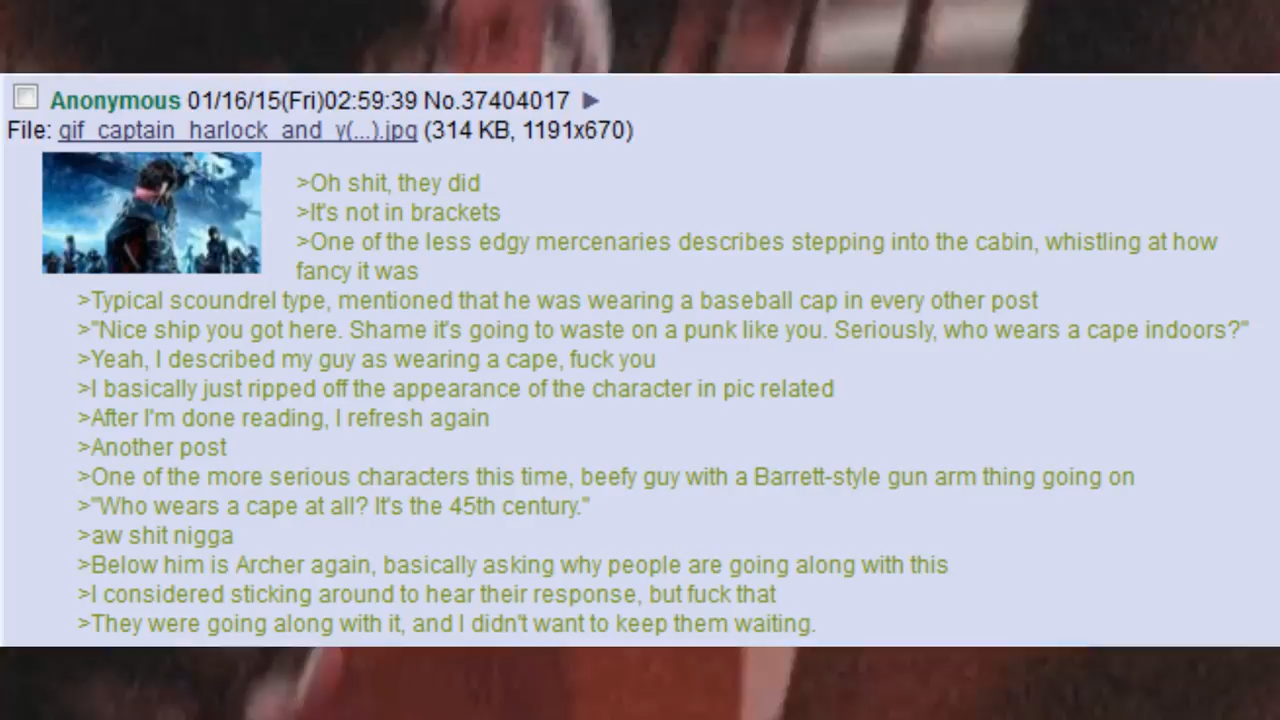 Anonymous 01/16/15(Fri)02:59:39 No.37404017 ▶
File: gif_captain_harlock_and_y(...).jpg (314 KB, 1191x670)
>Oh shit, they did
>It's not in brackets
>One of the less edgy mercenaries describes stepping into the cabin, whistling at how
fancy it was
>Typical scoundrel type, mentioned that he was wearing a baseball cap in every other post
>"Nice ship you got here. Shame it's going to waste on a punk like you. Seriously, who wears a cape indoors?"
>Yeah, I described my guy as wearing a cape, fuck you
>I basically just ripped off the appearance of the character in pic related
>After I'm done reading, I refresh again
>Another post
>One of the more serious characters this time, beefy guy with a Barrett-style gun arm thing going on
>"Who wears a cape at all? It's the 45th century."
>aw shit nigga
>Below him is Archer again, basically asking why people are going along with this
>I considered sticking around to hear their response, but fuck that
>They were going along with it, and I didn't want to keep them waiting.